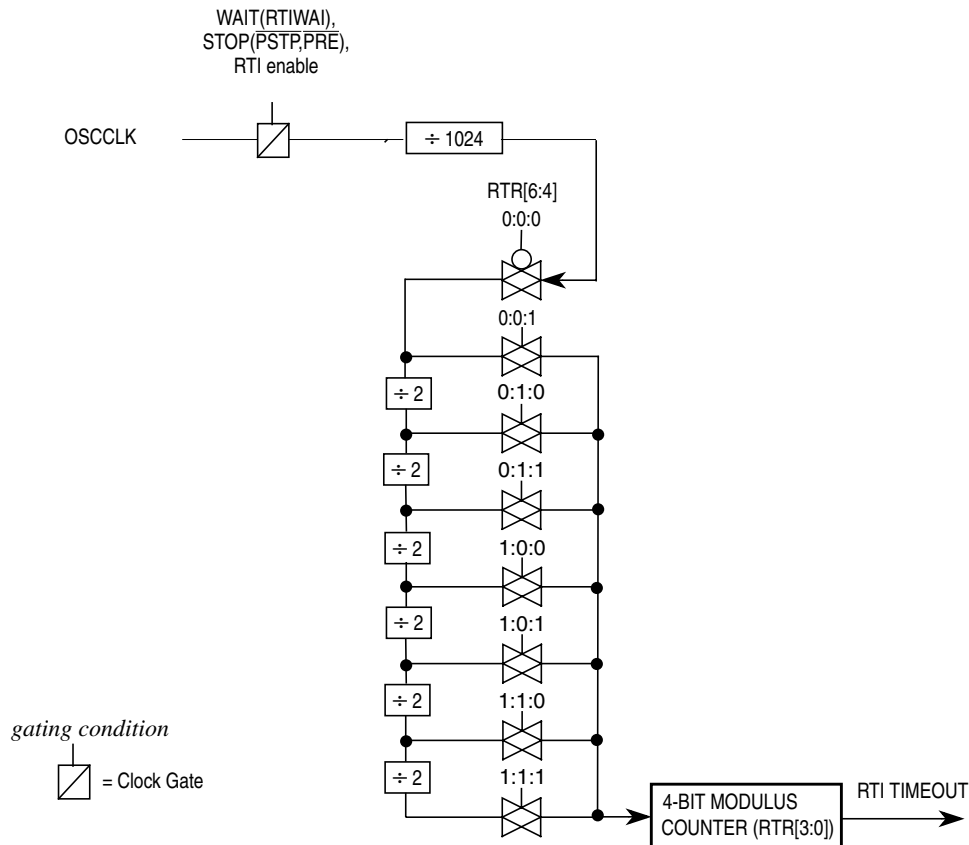 WAIT(RTIWAI),
STOP(PSTP,PRE),
RTI enable
OSCCLK
÷ 1024
RTR[6:4]
0:0:0
0:0:1
÷ 2
0:1:0
÷ 2
0:1:1
÷ 2
1:0:0
÷ 2
1:0:1
÷ 2
1:1:0
÷ 2
1:1:1
gating condition
= Clock Gate
4-BIT MODULUS
COUNTER (RTR[3:0])
RTI TIMEOUT